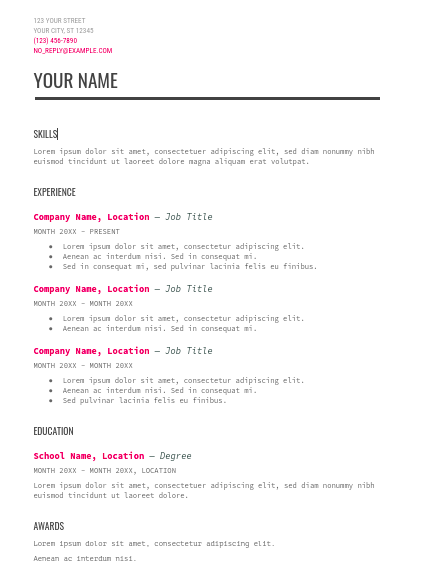 123 YOUR STREET
YOUR CITY, ST 12345
(123) 456-7890
NO_REPLY@EXAMPLE.COM
YOUR NAME
SKILLS
Lorem ipsum dolor sit amet, consectetuer adipiscing elit, sed diam nonummy nibh
euismod tincidunt ut laoreet dolore magna aliquam erat volutpat.
EXPERIENCE
Company Name, Location — Job Title
MONTH 20XX - PRESENT
● Lorem ipsum dolor sit amet, consectetur adipiscing elit.
● Aenean ac interdum nisi. Sed in consequat mi.
● Sed in consequat mi, sed pulvinar lacinia felis eu finibus.
Company Name, Location — Job Title
MONTH 20XX - MONTH 20XX
● Lorem ipsum dolor sit amet, consectetur adipiscing elit.
● Aenean ac interdum nisi. Sed in consequat mi.
Company Name, Location — Job Title
MONTH 20XX - MONTH 20XX
● Lorem ipsum dolor sit amet, consectetur adipiscing elit.
● Aenean ac interdum nisi. Sed in consequat mi.
● Sed pulvinar lacinia felis eu finibus.
EDUCATION
School Name, Location — Degree
MONTH 20XX - MONTH 20XX, LOCATION
Lorem ipsum dolor sit amet, consectetuer adipiscing elit, sed diam nonummy nibh
euismod tincidunt ut laoreet dolore.
AWARDS
Lorem ipsum dolor sit amet, consectetur adipiscing elit.
Aenean ac interdum nisi.